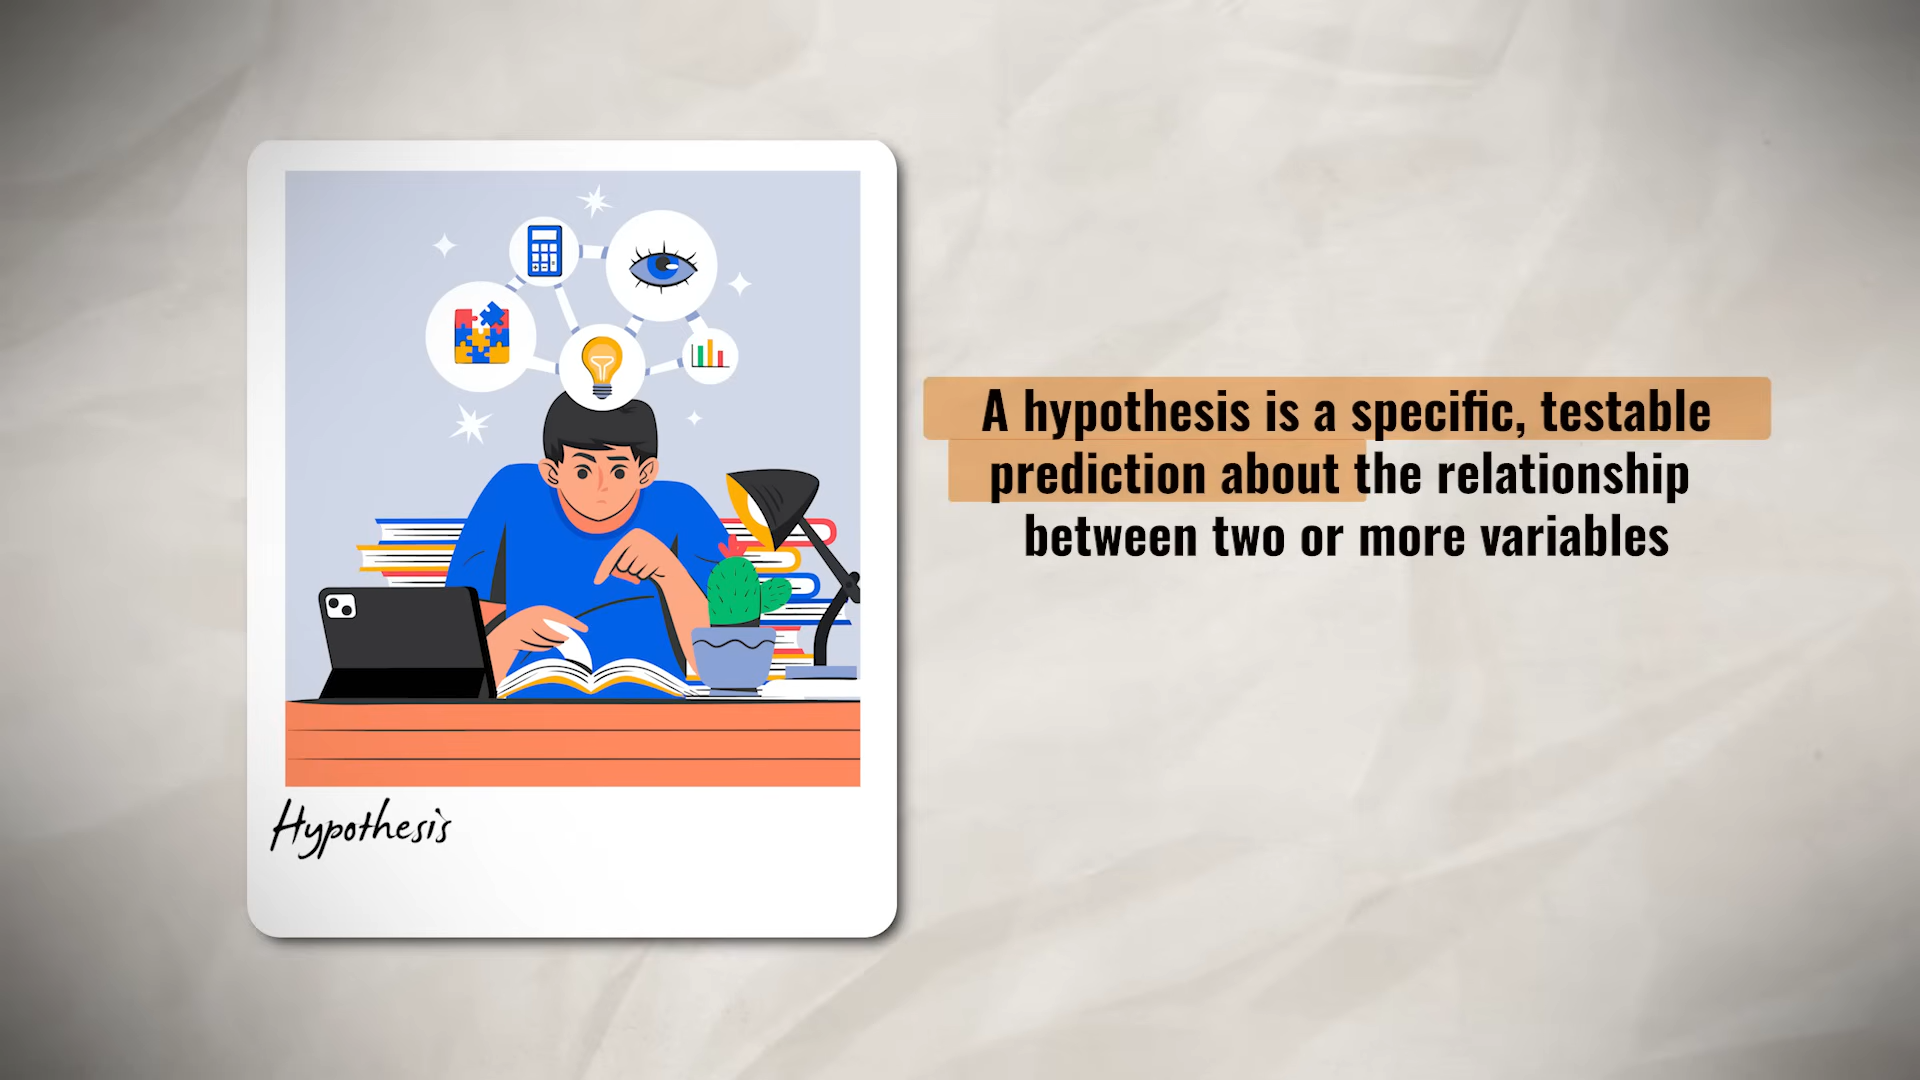 A hypothesis is a specific, testable
prediction about the relationship
between two or more variables
Hypothesis